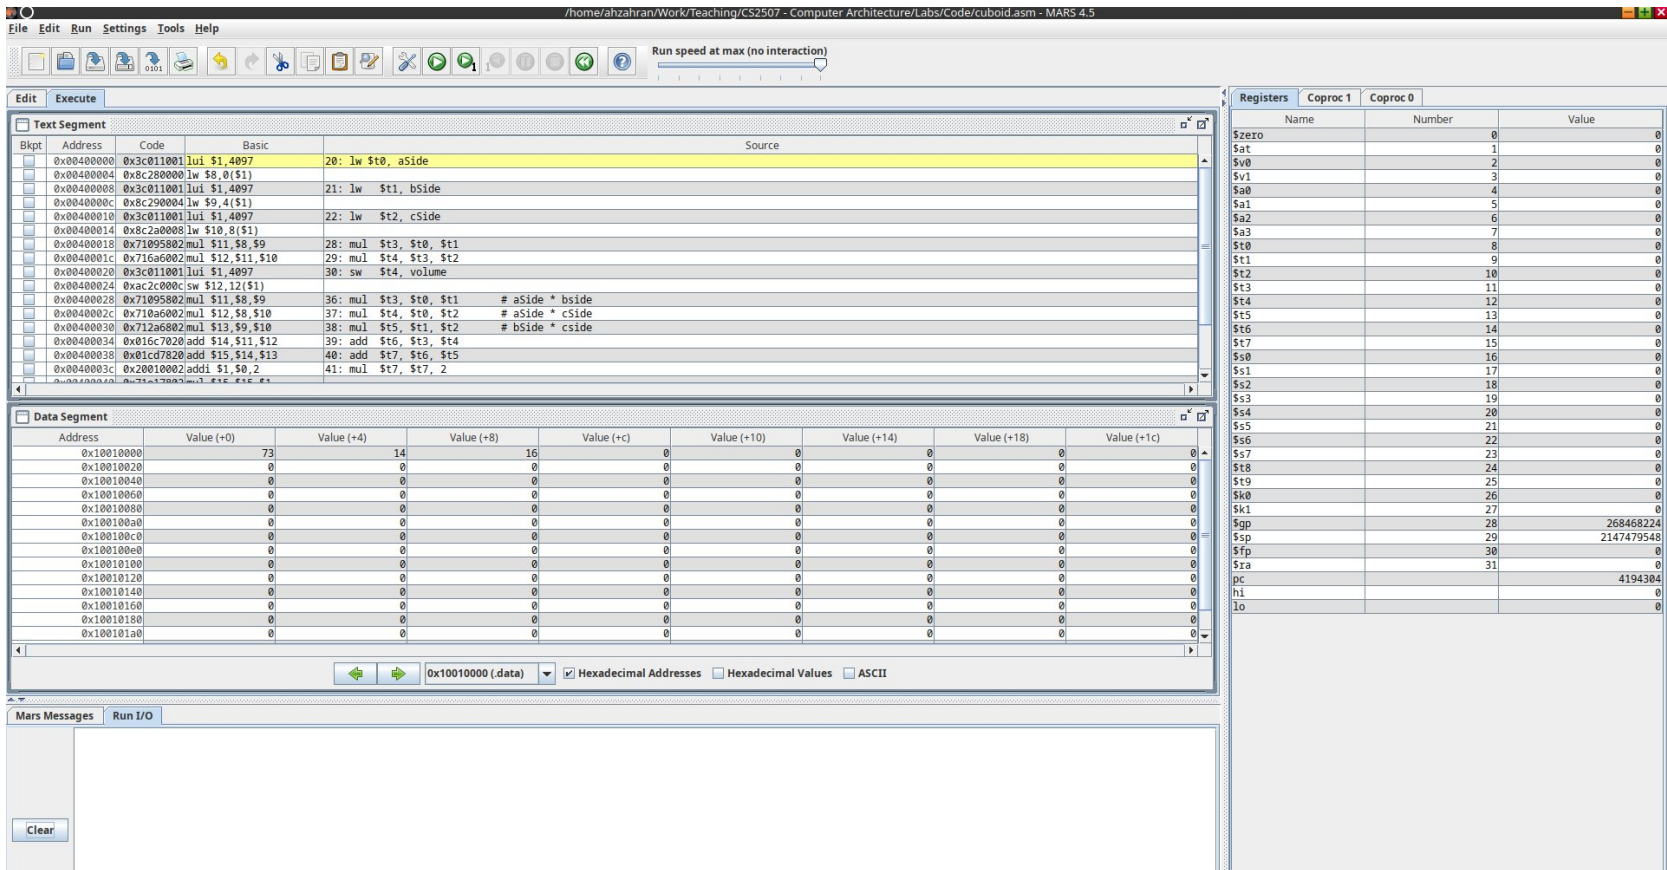 /home/ahzahran/Work/Teaching/CS2507 - Computer Architecture/Labs/Code/cuboid.asm - MARS 4.5
File Edit Run Settings Tools Help
Run speed at max (no interaction)
Edit Execute
Text Segment
Bkpt Address Code Basic Source
0x00400000 0x3c011001 lui $1,4097 20: lw $t0, aSide
0x00400004 0x8c280000 lw $8,0($1)
0x00400008 0x3c011001 lui $1,4097 21: lw $t1, bSide
0x0040000c 0x8c290004 lw $9,4($1)
0x00400010 0x3c011001 lui $1,4097 22: lw $t2, cSide
0x00400014 0x8c2a0008 lw $10,8($1)
0x00400018 0x71095802 mul $11,$8,$9 28: mul $t3, $t0, $t1
0x0040001c 0x716a6002 mul $12,$11,$10 29: mul $t4, $t3, $t2
0x00400020 0x3c011001 lui $1,4097 30: sw $t4, volume
0x00400024 0xac2c000c sw $12,12($1)
0x00400028 0x71095802 mul $11,$8,$9 36: mul $t3, $t0, $t1 # aSide * bside
0x0040002c 0x710a6002 mul $12,$8,$10 37: mul $t4, $t0, $t2 # aSide * cSide
0x00400030 0x712a6802 mul $13,$9,$10 38: mul $t5, $t1, $t2 # bSide * cside
0x00400034 0x016c7020 add $14,$11,$12 39: add $t6, $t3, $t4
0x00400038 0x01cd7820 add $15,$14,$13 40: add $t7, $t6, $t5
0x0040003c 0x20010002 addi $1,$0,2 41: mul $t7, $t7, 2
0x00400040 0x71e17802 mul $15,$15,$1
Data Segment
Address Value (+0) Value (+4) Value (+8) Value (+c) Value (+10) Value (+14) Value (+18) Value (+1c)
0x10010000 73 14 16 0 0 0 0 0
0x10010020 0 0 0 0 0 0 0 0
0x10010040 0 0 0 0 0 0 0 0
0x10010060 0 0 0 0 0 0 0 0
0x10010080 0 0 0 0 0 0 0 0
0x100100a0 0 0 0 0 0 0 0 0
0x100100c0 0 0 0 0 0 0 0 0
0x100100e0 0 0 0 0 0 0 0 0
0x10010100 0 0 0 0 0 0 0 0
0x10010120 0 0 0 0 0 0 0 0
0x10010140 0 0 0 0 0 0 0 0
0x10010160 0 0 0 0 0 0 0 0
0x10010180 0 0 0 0 0 0 0 0
0x100101a0 0 0 0 0 0 0 0 0
0x10010000 (.data) Hexadecimal Addresses Hexadecimal Values ASCII
Mars Messages Run I/O
Clear
Registers Coproc 1 Coproc 0
Name Number Value
$zero 0 0
$at 1 0
$v0 2 0
$v1 3 0
$a0 4 0
$a1 5 0
$a2 6 0
$a3 7 0
$t0 8 0
$t1 9 0
$t2 10 0
$t3 11 0
$t4 12 0
$t5 13 0
$t6 14 0
$t7 15 0
$s0 16 0
$s1 17 0
$s2 18 0
$s3 19 0
$s4 20 0
$s5 21 0
$s6 22 0
$s7 23 0
$t8 24 0
$t9 25 0
$k0 26 0
$k1 27 0
$gp 28 268468224
$sp 29 2147479548
$fp 30 0
$ra 31 0
pc 4194304
hi 0
lo 0